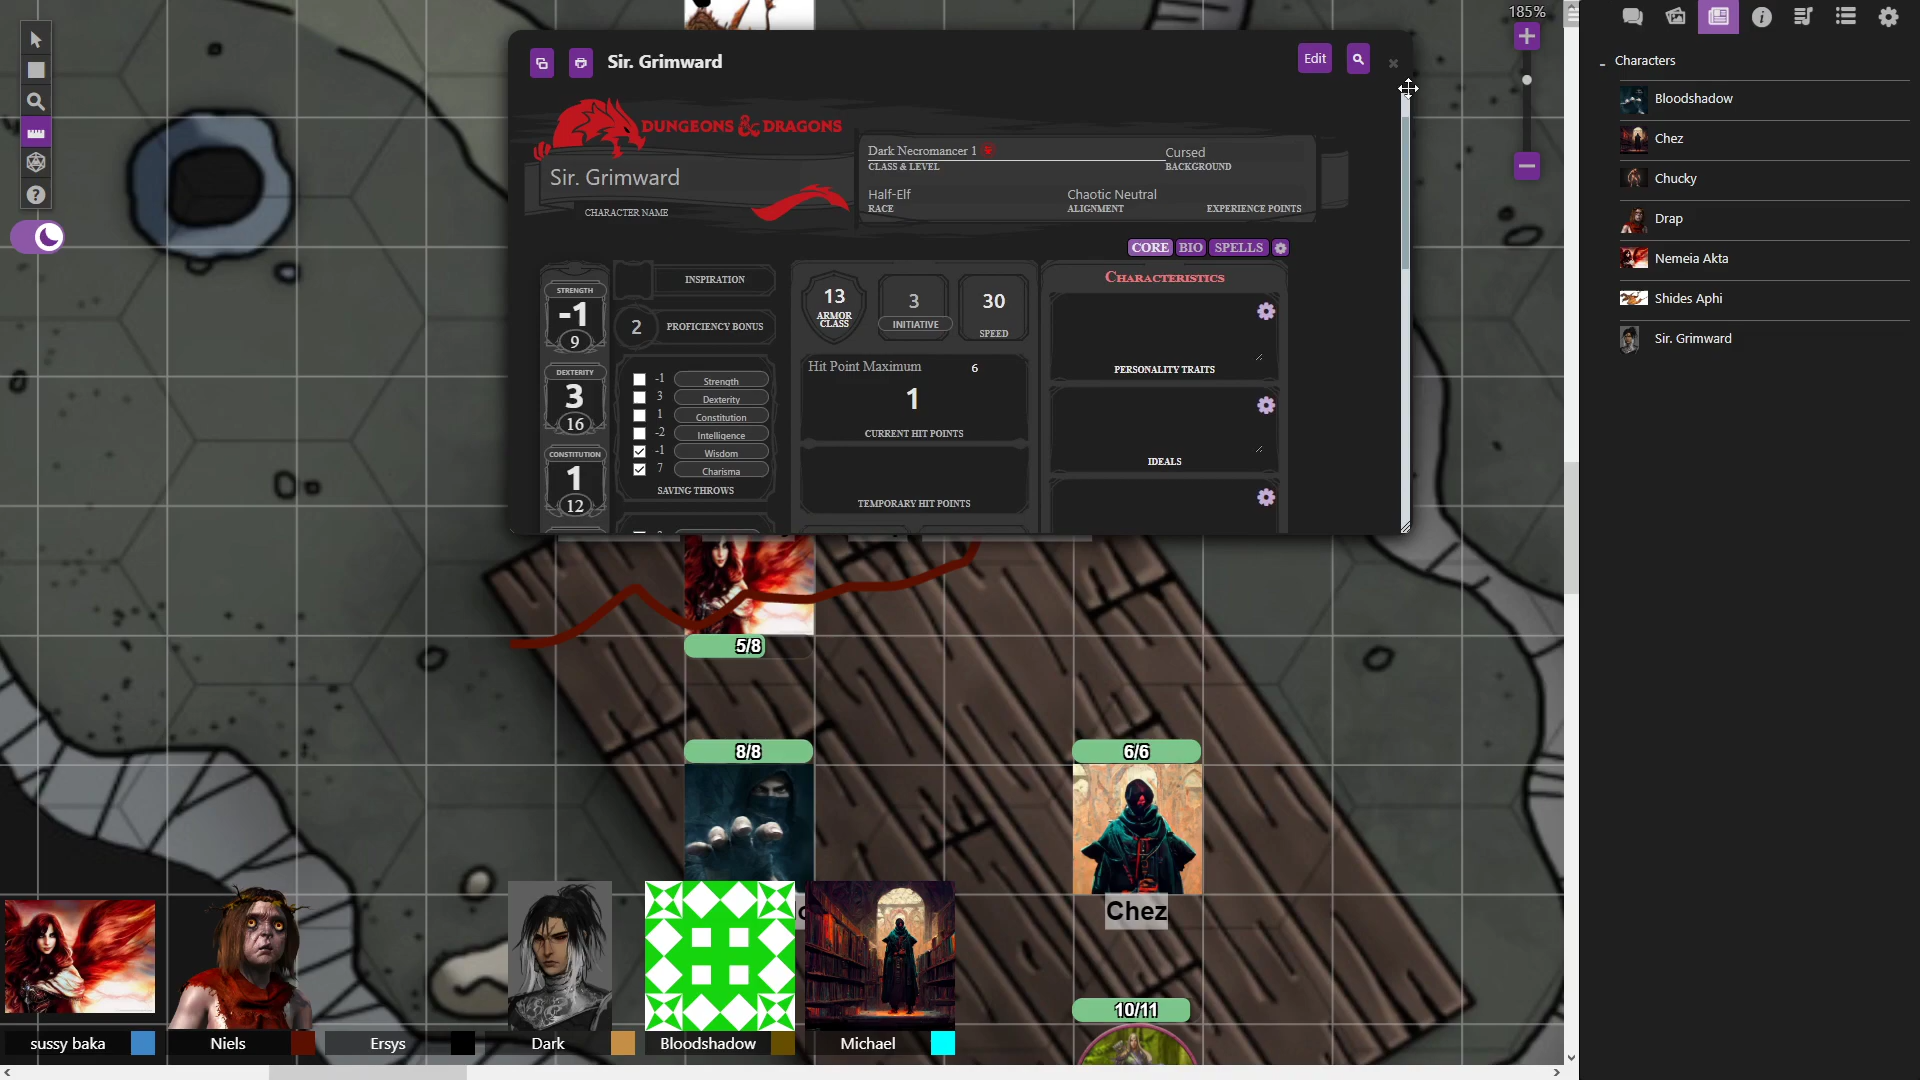 185%
Sir. Grimward
Edit
DUNGEONS & DRAGONS
Sir. Grimward
CHARACTER NAME
Dark Necromancer 1
CLASS & LEVEL
Cursed
BACKGROUND
Half-Elf
RACE
Chaotic Neutral
ALIGNMENT
EXPERIENCE POINTS
CORE
BIO
SPELLS
STRENGTH
-1
9
DEXTERITY
3
16
CONSTITUTION
1
12
INSPIRATION
2
PROFICIENCY BONUS
-1 Strength
3 Dexterity
1 Constitution
-2 Intelligence
-1 Wisdom
7 Charisma
SAVING THROWS
13
ARMOR
CLASS
3
INITIATIVE
30
SPEED
Hit Point Maximum 6
1
CURRENT HIT POINTS
TEMPORARY HIT POINTS
CHARACTERISTICS
PERSONALITY TRAITS
IDEALS
Characters
Bloodshadow
Chez
Chucky
Drap
Nemeia Akta
Shides Aphi
Sir. Grimward
5/8
8/8
6/6
Chez
10/11
sussy baka
Niels
Ersys
Dark
Bloodshadow
Michael